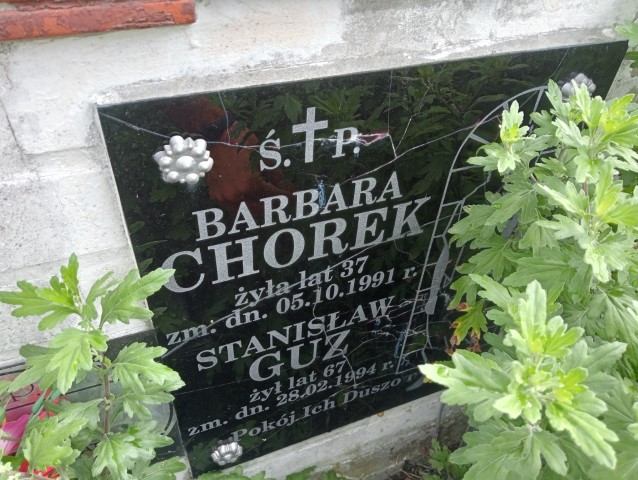 Ś. P.
BARBARA
CHOREK
żyła lat 37
zm. dn. 05.10.1991 r.
STANISŁAW
GUZ
żył lat 67
zm. dn. 28.02.1994 r.
Pokój Ich Duszo